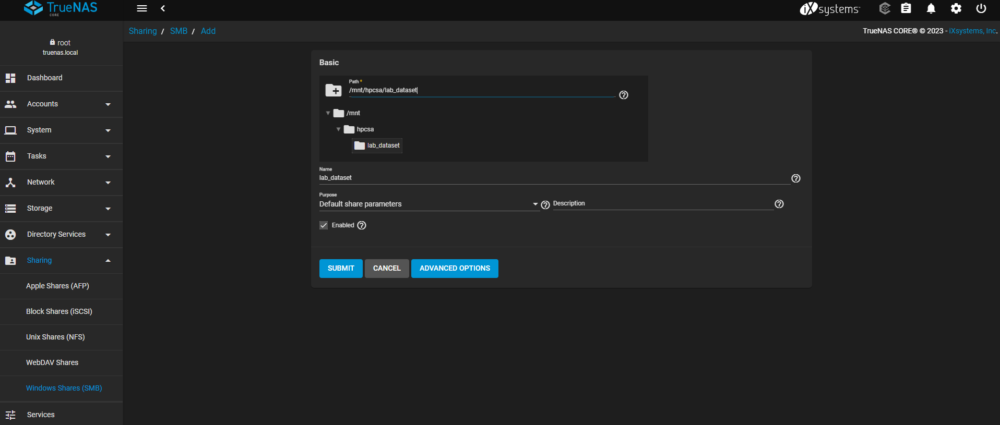 TrueNAS
CORE
iXsystems™
Sharing / SMB / Add
TrueNAS CORE® © 2023 - iXsystems, Inc.
root
truenas.local
Dashboard
Accounts
System
Tasks
Network
Storage
Directory Services
Sharing
Apple Shares (AFP)
Block Shares (iSCSI)
Unix Shares (NFS)
WebDAV Shares
Windows Shares (SMB)
Services
Basic
Path *
/mnt/hpcsa/lab_dataset
/mnt
hpcsa
lab_dataset
Name
lab_dataset
Purpose
Default share parameters
Description
Enabled
SUBMIT CANCEL ADVANCED OPTIONS